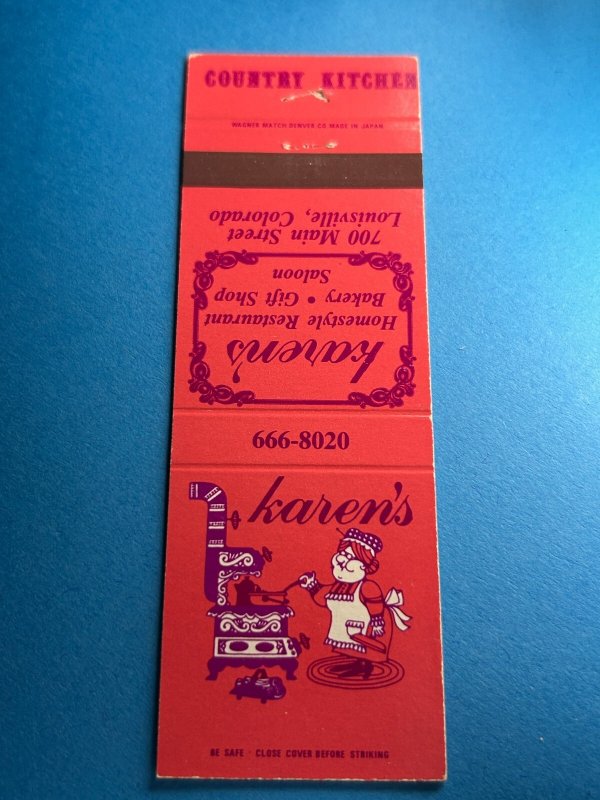 COUNTRY KITCHEN
WAGNER MATCH, DENVER CO. MADE IN JAPAN
karen's
Homestyle Restaurant
Bakery • Gift Shop
Saloon
700 Main Street
Louisville, Colorado
666-8020
karen's
BE SAFE - CLOSE COVER BEFORE STRIKING